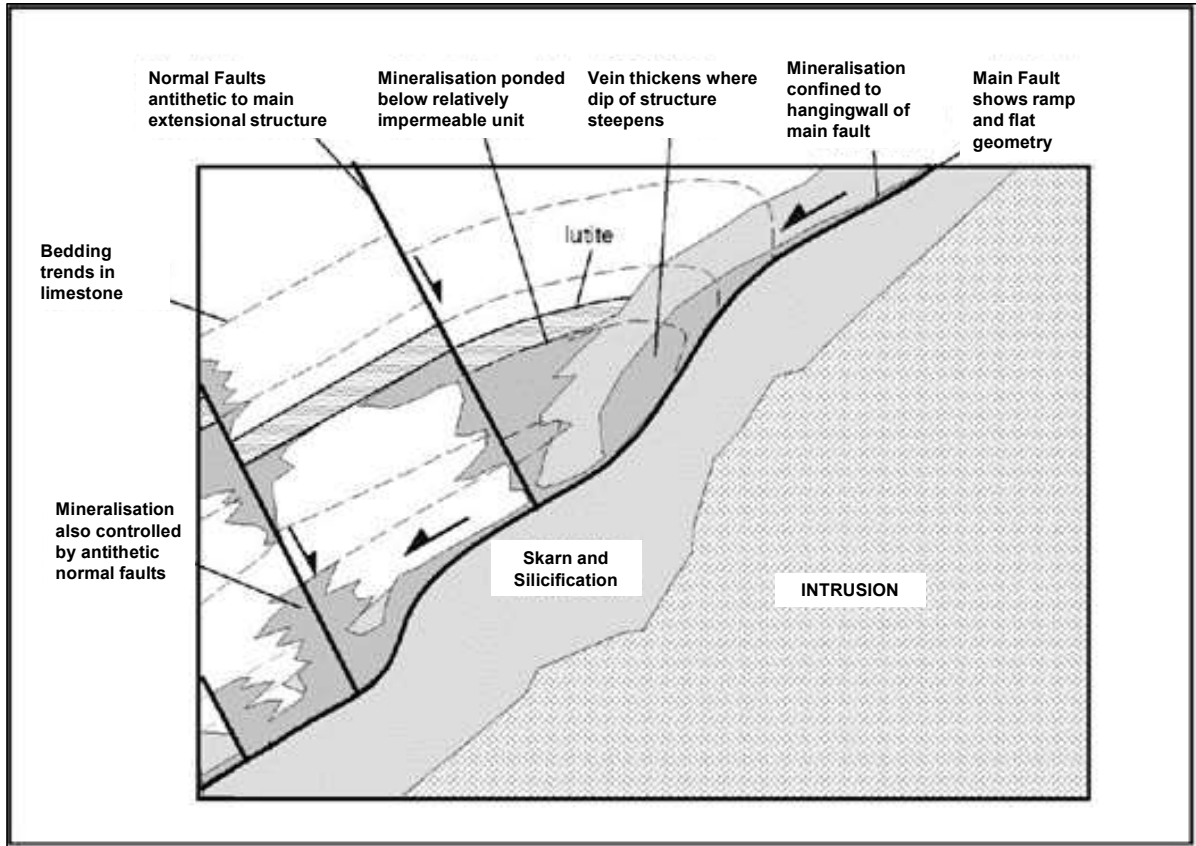 Normal Faults
antithetic to main
extensional structure
Mineralisation ponded
below relatively
impermeable unit
Vein thickens where
dip of structure
steepens
Mineralisation
confined to
hangingwall of
main fault
Main Fault
shows ramp
and flat
geometry
lutite
Bedding
trends in
limestone
Mineralisation
also controlled
by antithetic
normal faults
Skarn and
Silicification
INTRUSION